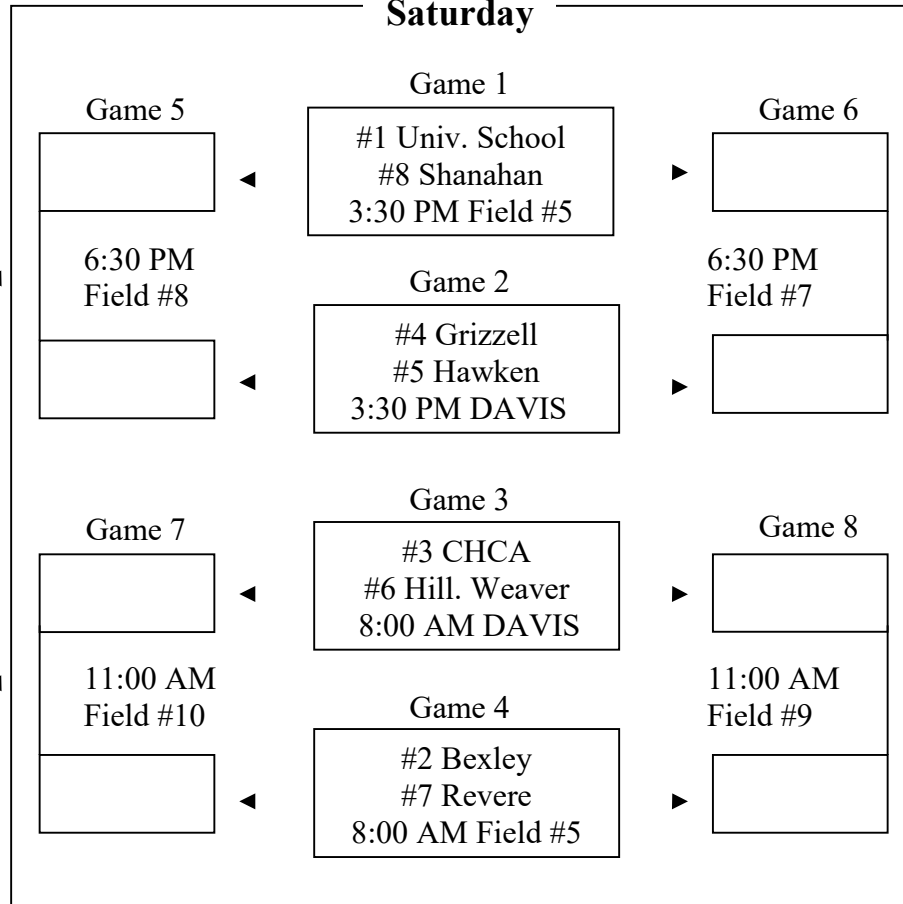 Saturday
Game 1
Game 5
Game 6
#1 Univ. School
#8 Shanahan
3:30 PM Field #5
6:30 PM
Field #8
6:30 PM
Field #7
Game 2
#4 Grizzell
#5 Hawken
3:30 PM DAVIS
Game 3
Game 7
Game 8
#3 CHCA
#6 Hill. Weaver
8:00 AM DAVIS
11:00 AM
Field #10
11:00 AM
Field #9
Game 4
#2 Bexley
#7 Revere
8:00 AM Field #5